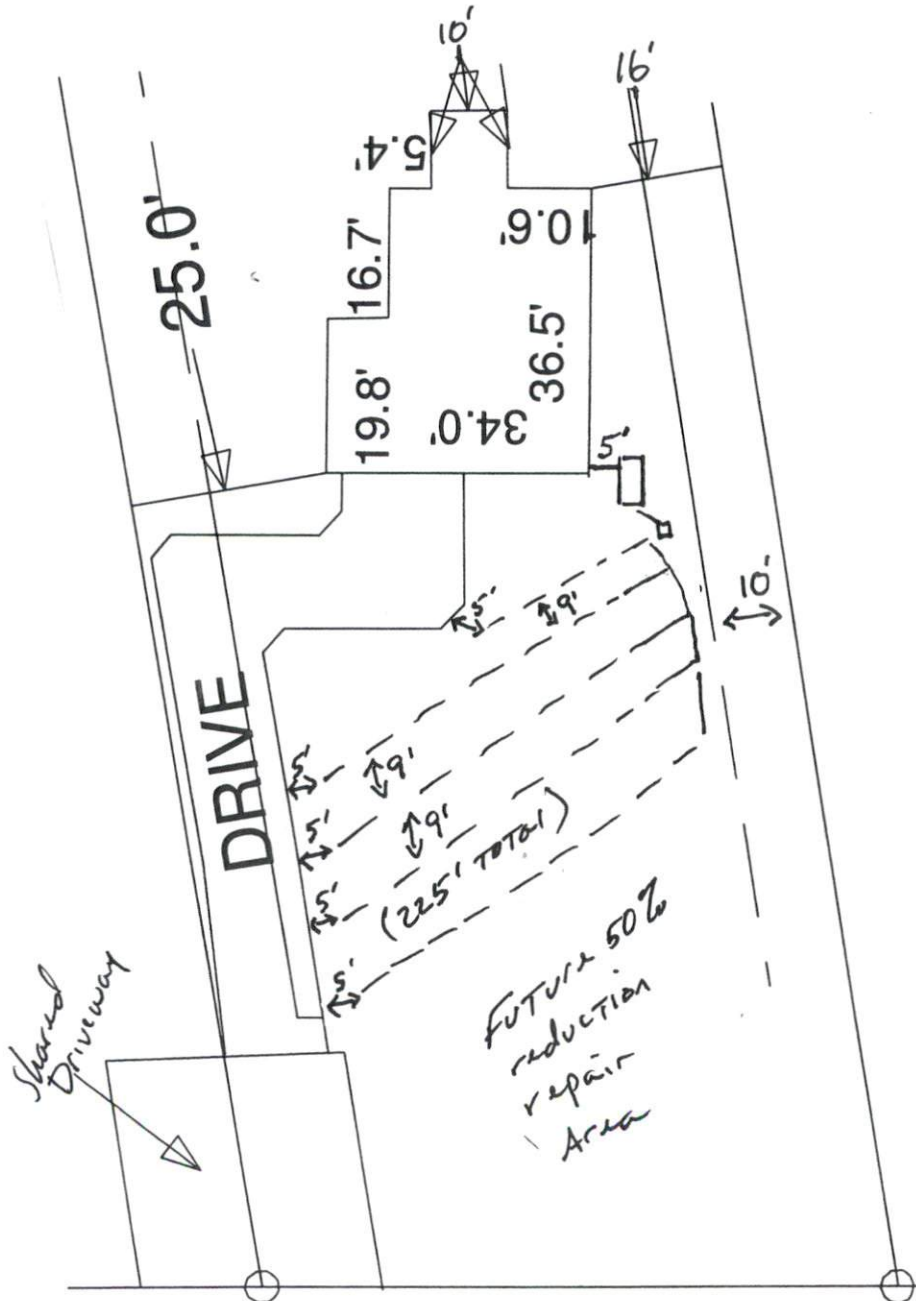 10'
16'
5.4'
25.0'
16.7'
10.6'
19.8'
36.5'
34.0'
5'
5'
9'
10'
DRIVE
5'
9'
5'
9'
5'
(225' TOTAL)
5'
Shared
Driveway
FUTURE 50%
reduction
repair
Area